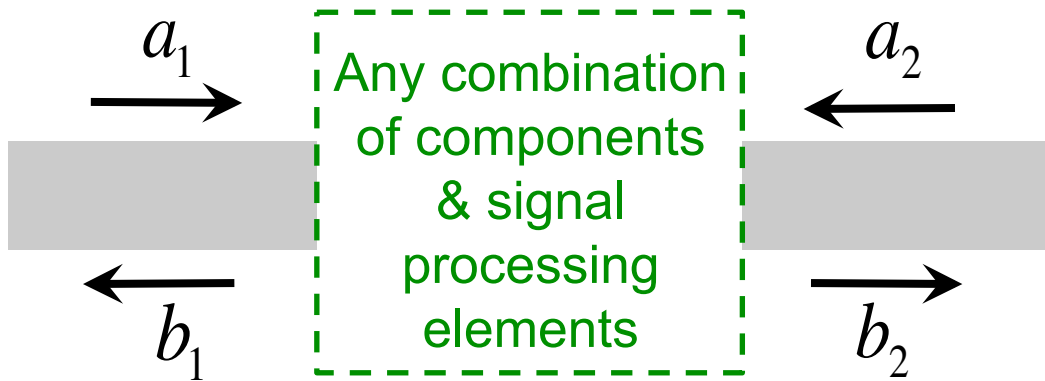 a₁
a₂
Any combination
of components
& signal
processing
elements
b₁
b₂